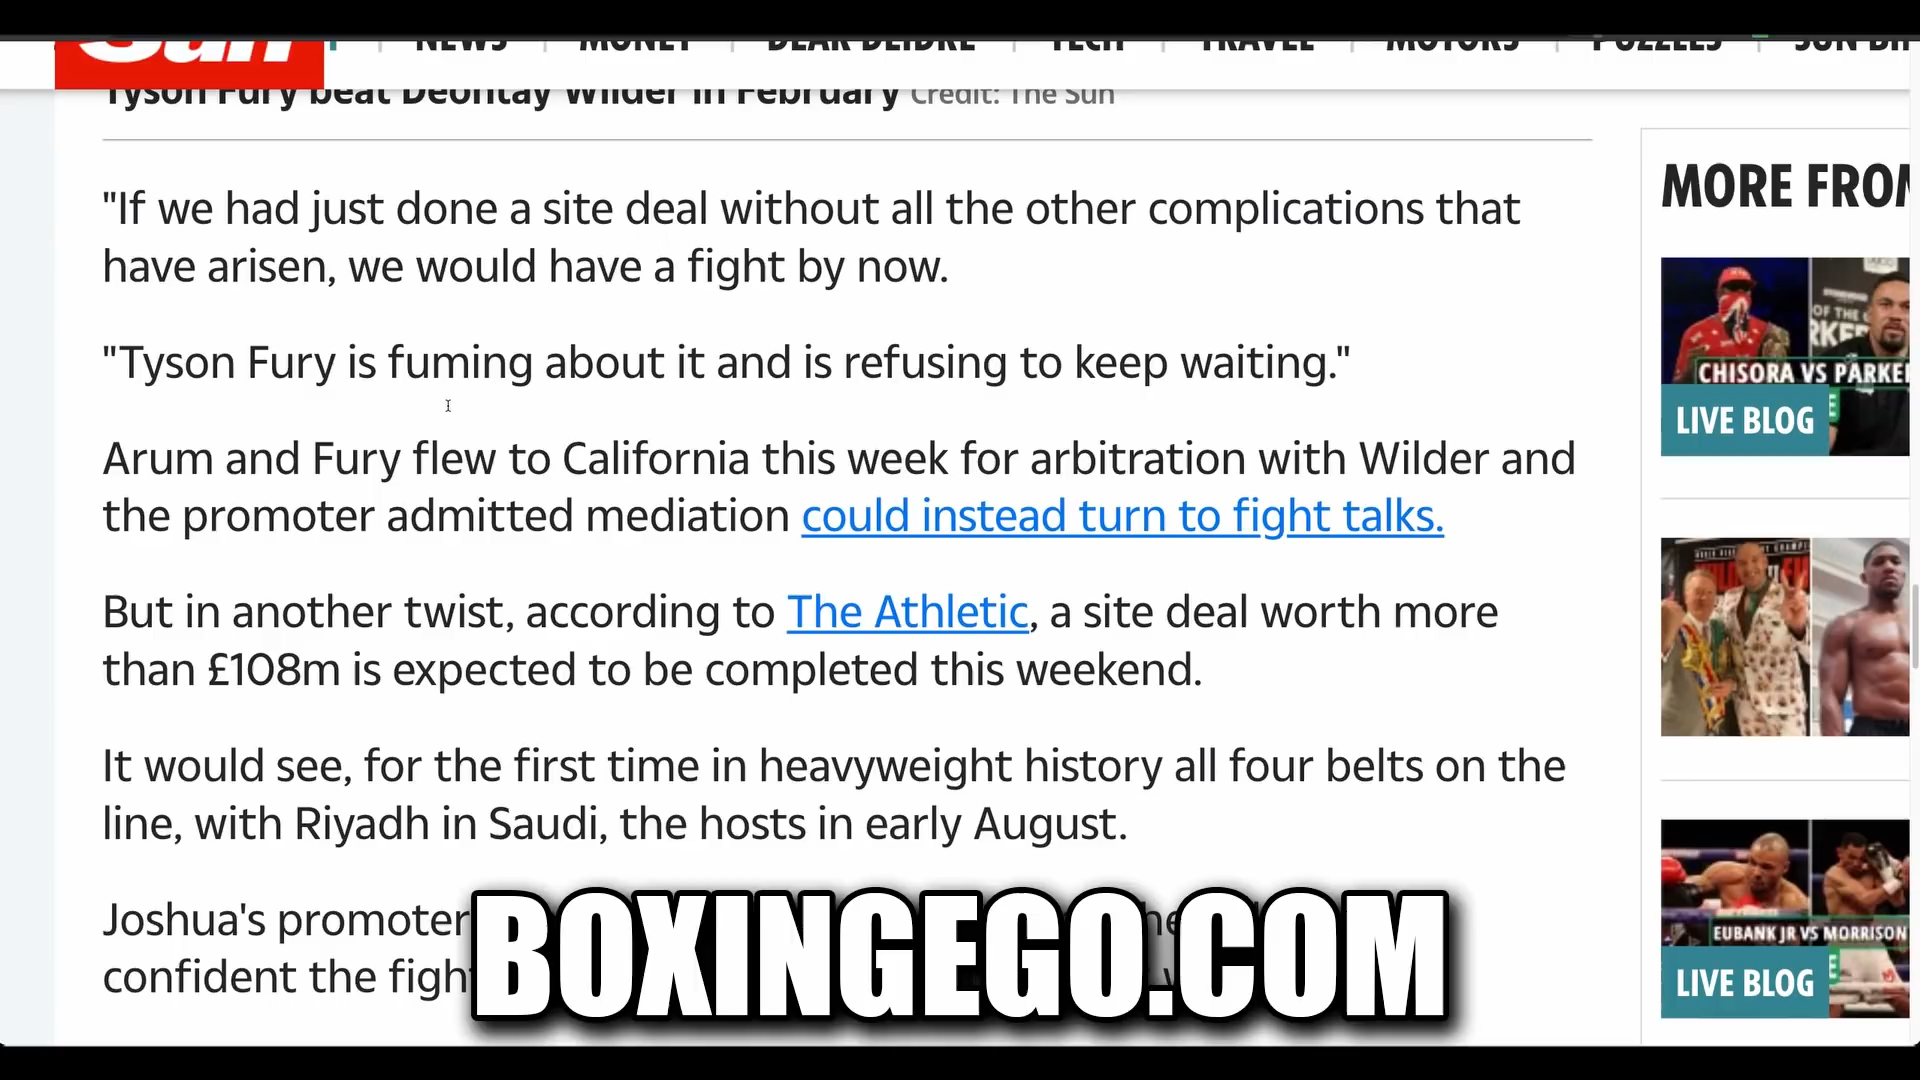 Sun
NEWS
MONEY
DEAR DEIDRE
TECH
TRAVEL
MOTORS
PUZZLES
SUN
Tyson Fury beat Deontay Wilder in February Credit: The Sun
"If we had just done a site deal without all the other complications that
have arisen, we would have a fight by now.
"Tyson Fury is fuming about it and is refusing to keep waiting."
Arum and Fury flew to California this week for arbitration with Wilder and
the promoter admitted mediation could instead turn to fight talks.
But in another twist, according to The Athletic, a site deal worth more
than £108m is expected to be completed this weekend.
It would see, for the first time in heavyweight history all four belts on the
line, with Riyadh in Saudi, the hosts in early August.
Joshua's promoter
confident the figh
BOXINGEGO.COM
MORE FROM
OF THE
CHISORA VS PARKE
LIVE BLOG
EUBANK JR VS MORRISON
LIVE BLOG